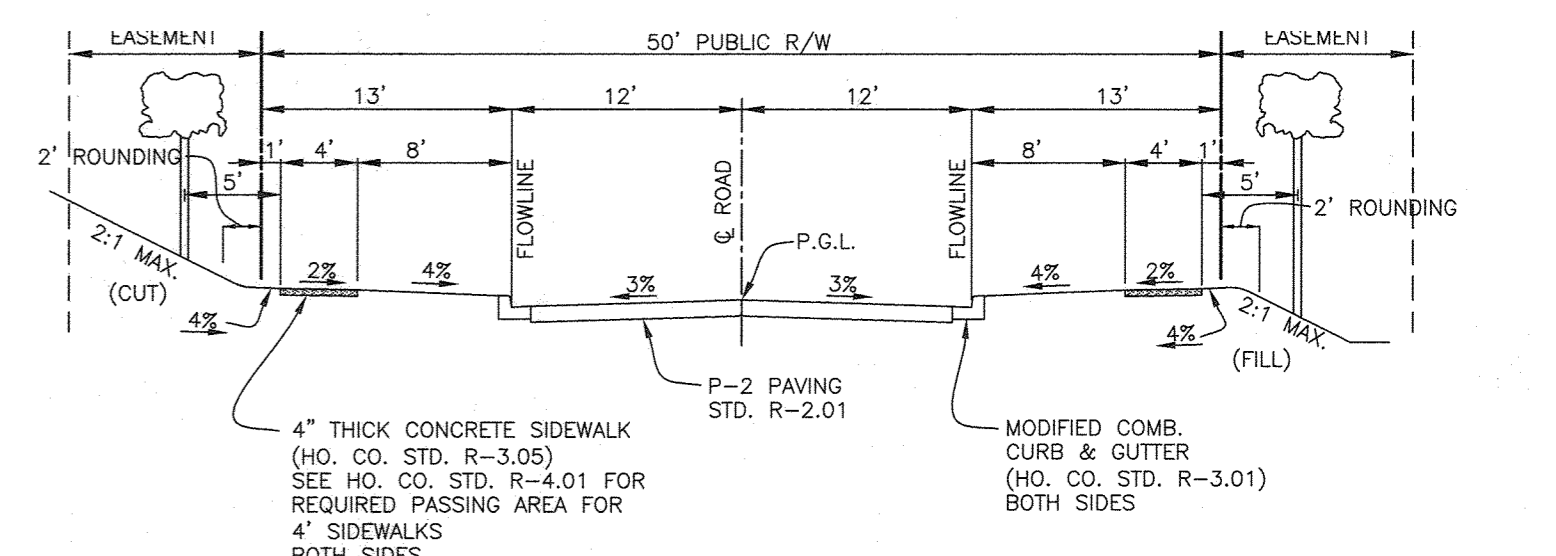 EASEMENT
50' PUBLIC R/W
EASEMENT
13'
12'
12'
13'
1'
4'
8'
8'
4'
1'
2' ROUNDING
5'
FLOWLINE
℄ ROAD
FLOWLINE
5'
2' ROUNDING
P.G.L.
2:1 MAX.
(CUT)
2%
4%
3%
3%
4%
2%
2:1 MAX.
(FILL)
4%
4%
P-2 PAVING
STD. R-2.01
4" THICK CONCRETE SIDEWALK
(HO. CO. STD. R-3.05)
SEE HO. CO. STD. R-4.01 FOR
REQUIRED PASSING AREA FOR
4' SIDEWALKS
BOTH SIDES
MODIFIED COMB.
CURB & GUTTER
(HO. CO. STD. R-3.01)
BOTH SIDES